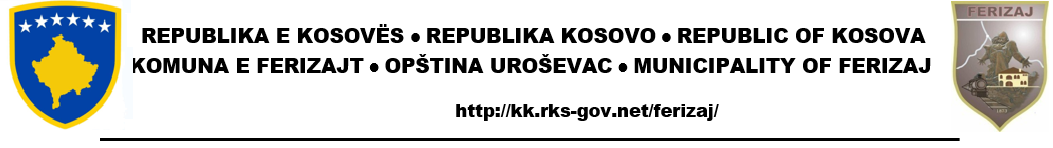 REPUBLIKA E KOSOVËS ● REPUBLIKA KOSOVO ● REPUBLIC OF KOSOVA
KOMUNA E FERIZAJT ● OPŠTINA UROŠEVAC ● MUNICIPALITY OF FERIZAJ
http://kk.rks-gov.net/ferizaj/
FERIZAJ